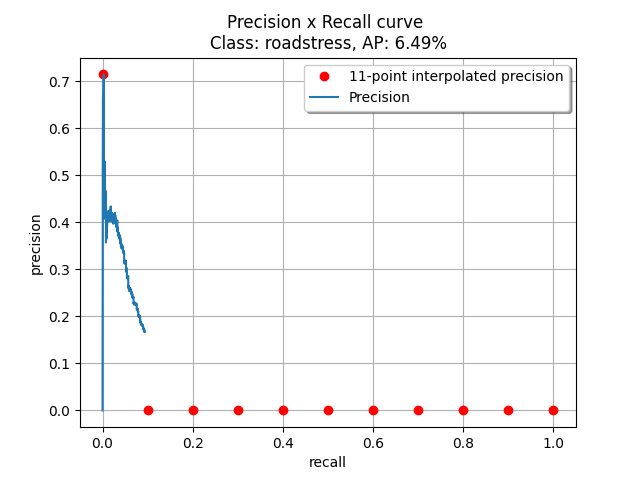 Precision x Recall curve
Class: roadstress, AP: 6.49%
11-point interpolated precision
Precision
precision
0.7
0.6
0.5
0.4
0.3
0.2
0.1
0.0
0.0 0.2 0.4 0.6 0.8 1.0
recall